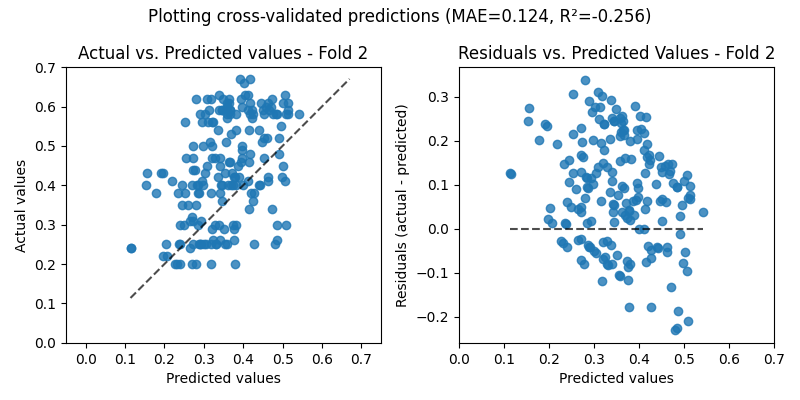 Plotting cross-validated predictions (MAE=0.124, R²=-0.256)
Actual vs. Predicted values - Fold 2
Actual values
0.7
0.6
0.5
0.4
0.3
0.2
0.1
0.0
0.0 0.1 0.2 0.3 0.4 0.5 0.6 0.7
Predicted values
Residuals vs. Predicted Values - Fold 2
Residuals (actual - predicted)
0.3
0.2
0.1
0.0
−0.1
−0.2
0.0 0.1 0.2 0.3 0.4 0.5 0.6 0.7
Predicted values